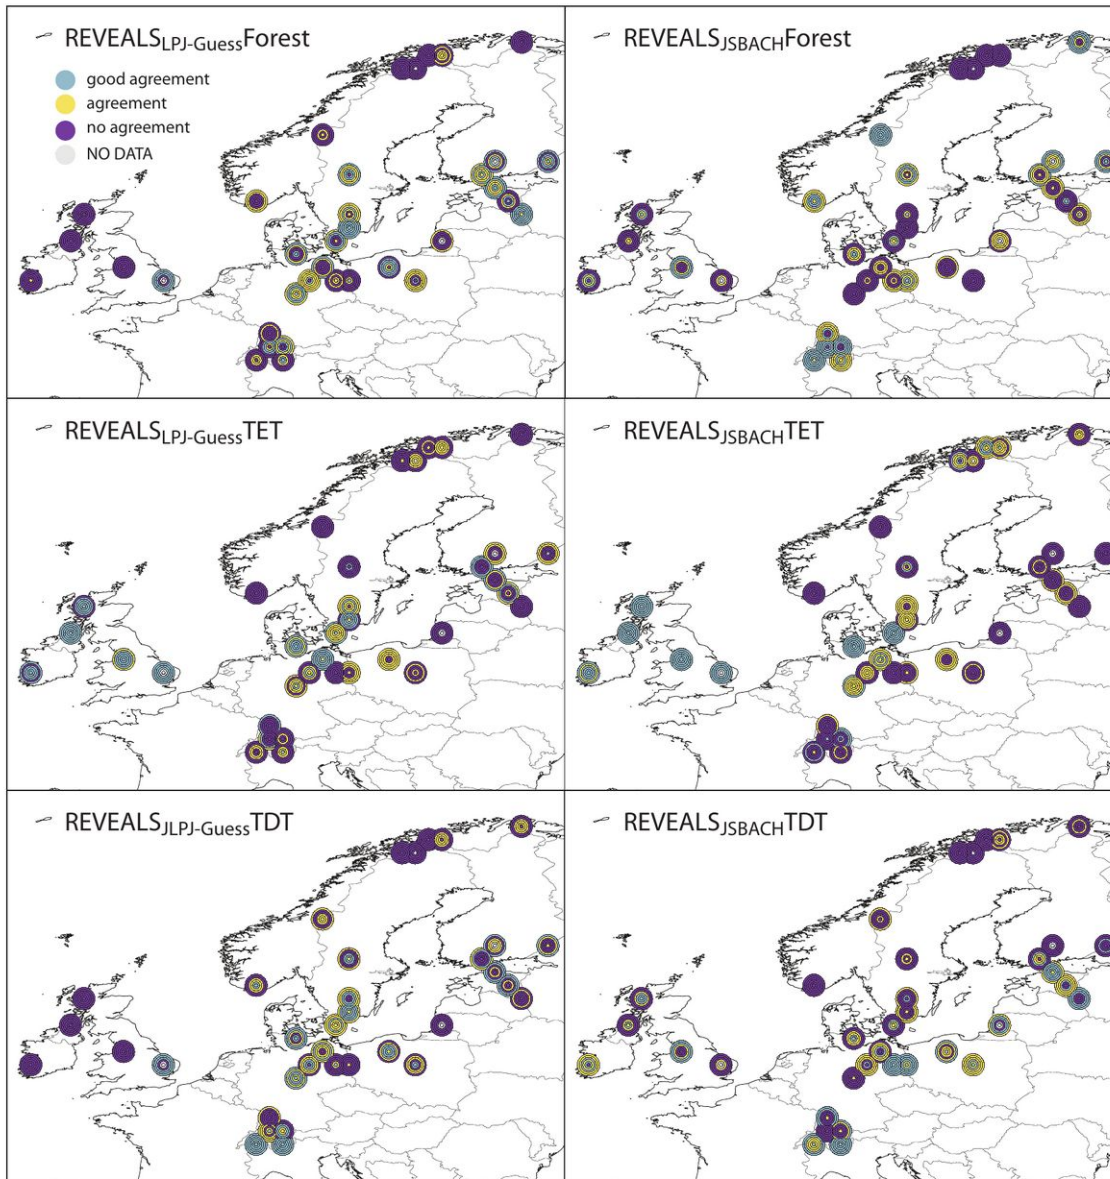 REVEALSLPJ-GuessForest
good agreement
agreement
no agreement
NO DATA
REVEALSJSBACHForest
REVEALSLPJ-GuessTET
REVEALSJSBACHTET
REVEALSJLPJ-GuessTDT
REVEALSJSBACHTDT